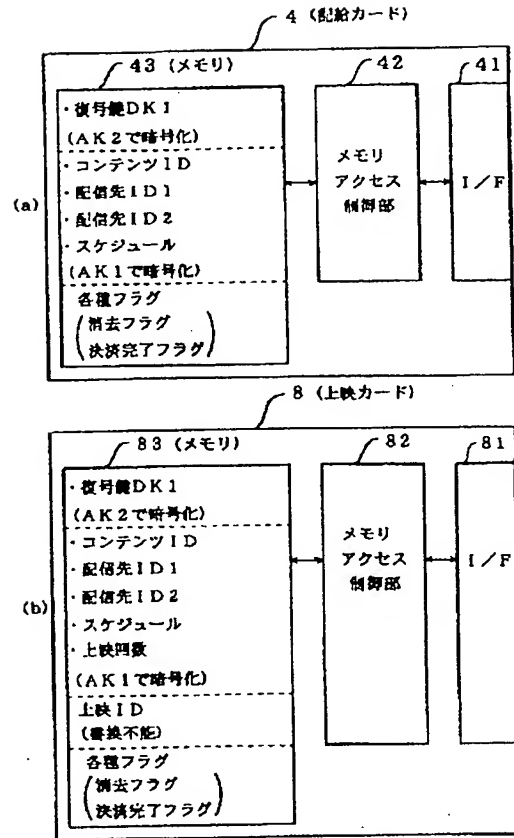 4 (配給カード)
43 (メモリ)
42
41
(a)
・復号鍵DK1
(AK2で暗号化)
・コンテンツID
・配信先ID1
・配信先ID2
・スケジュール
(AK1で暗号化)
各種フラグ
(消去フラグ
決済完了フラグ)
メモリ
アクセス
制御部
I/F
8 (上映カード)
83 (メモリ)
82
81
(b)
・復号鍵DK1
(AK2で暗号化)
・コンテンツID
・配信先ID1
・配信先ID2
・スケジュール
・上映回数
(AK1で暗号化)
上映ID
(書換不能)
各種フラグ
(消去フラグ
決済完了フラグ)
メモリ
アクセス
制御部
I/F